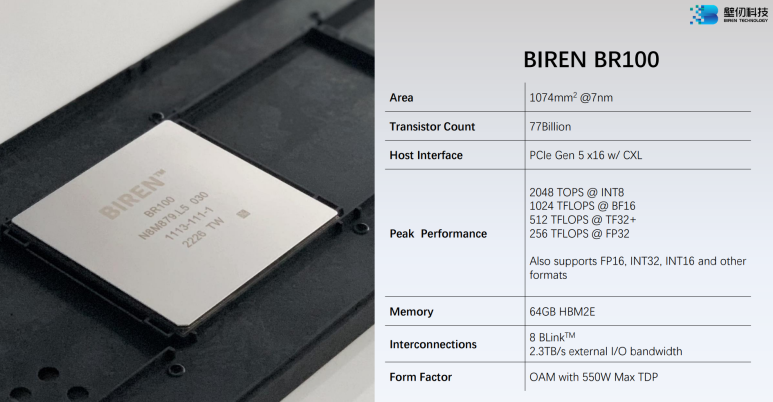 壁仞科技
BIREN TECHNOLOGY
BIREN™
BR100
N6M879.L5 030
1113-111-1
2226 TW
BIREN BR100
Area 1074mm² @7nm
Transistor Count 77Billion
Host Interface PCIe Gen 5 x16 w/ CXL
Peak Performance
2048 TOPS @ INT8
1024 TFLOPS @ BF16
512 TFLOPS @ TF32+
256 TFLOPS @ FP32
Also supports FP16, INT32, INT16 and other
formats
Memory 64GB HBM2E
Interconnections
8 BLink™
2.3TB/s external I/O bandwidth
Form Factor OAM with 550W Max TDP